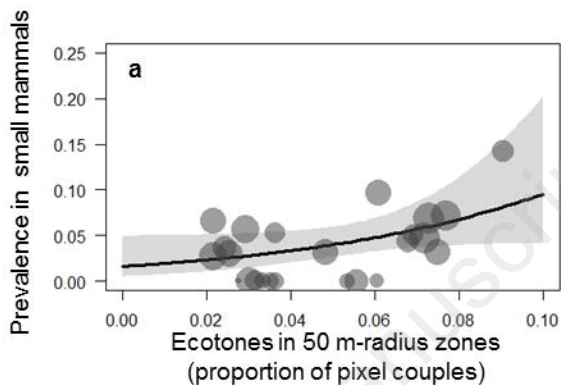 a
Prevalence in small mammals
0.25
0.20
0.15
0.10
0.05
0.00
0.00 0.02 0.04 0.06 0.08 0.10
Ecotones in 50 m-radius zones
(proportion of pixel couples)